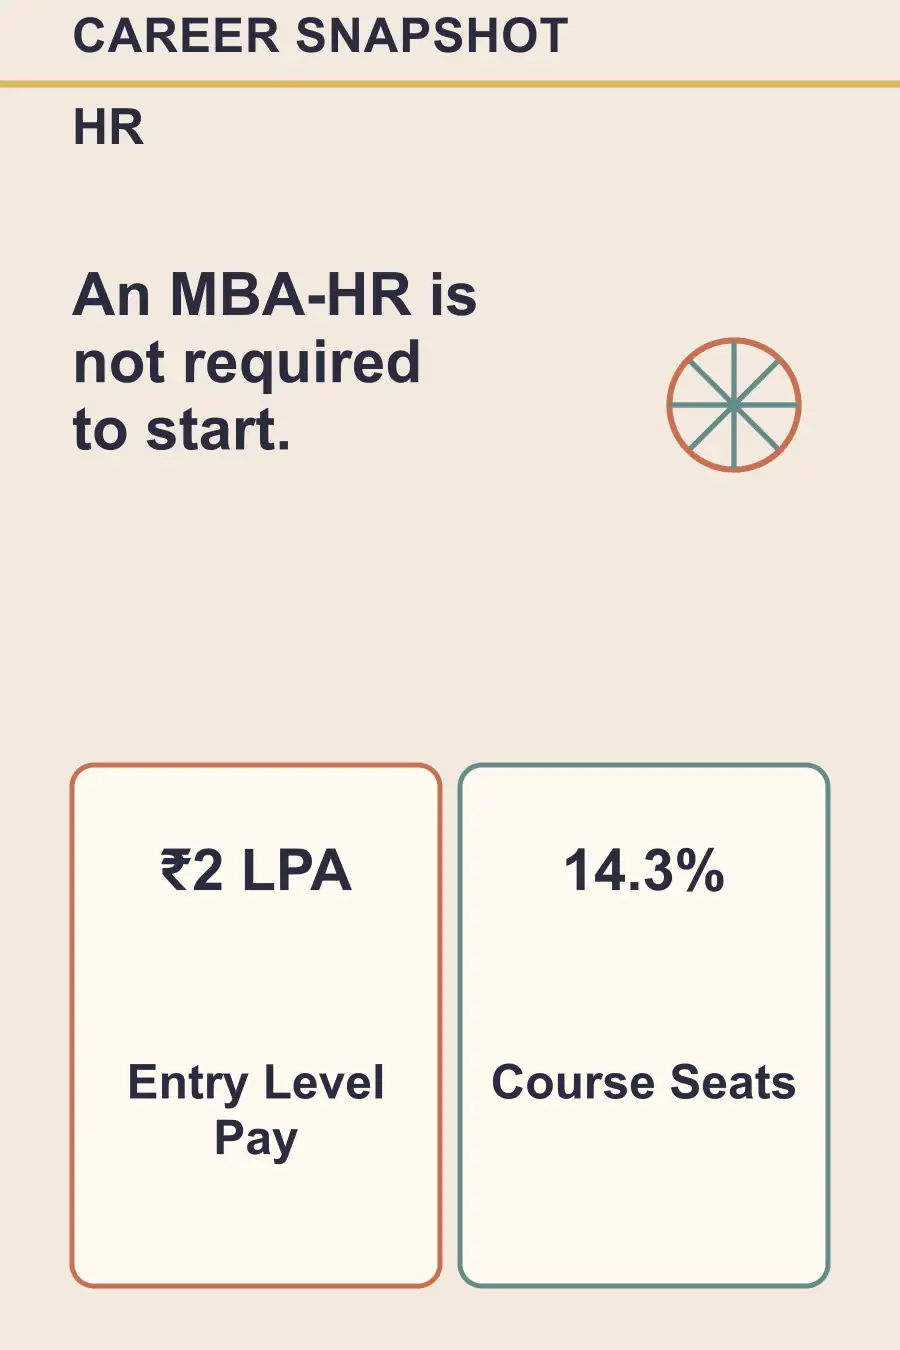 CAREER SNAPSHOT
HR
An MBA-HR is
not required
to start.
₹2 LPA
Entry Level
Pay
14.3%
Course Seats